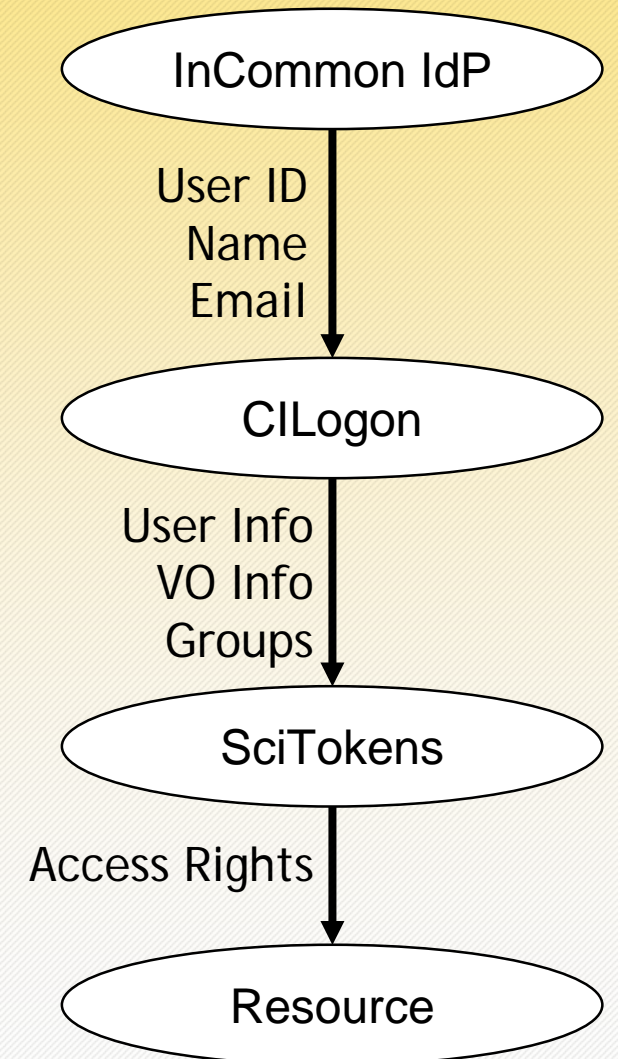 InCommon IdP
User ID
Name
Email
CILogon
User Info
VO Info
Groups
SciTokens
Access Rights
Resource